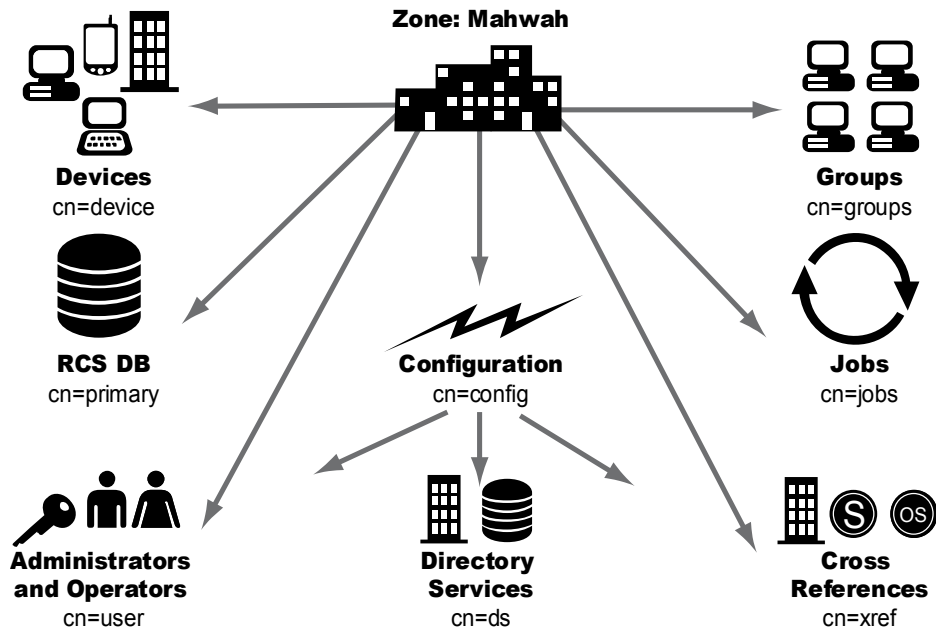 Zone: Mahwah
Devices
cn=device
Groups
cn=groups
RCS DB
cn=primary
Configuration
cn=config
Jobs
cn=jobs
Administrators
and Operators
cn=user
Directory
Services
cn=ds
S
OS
Cross
References
cn=xref